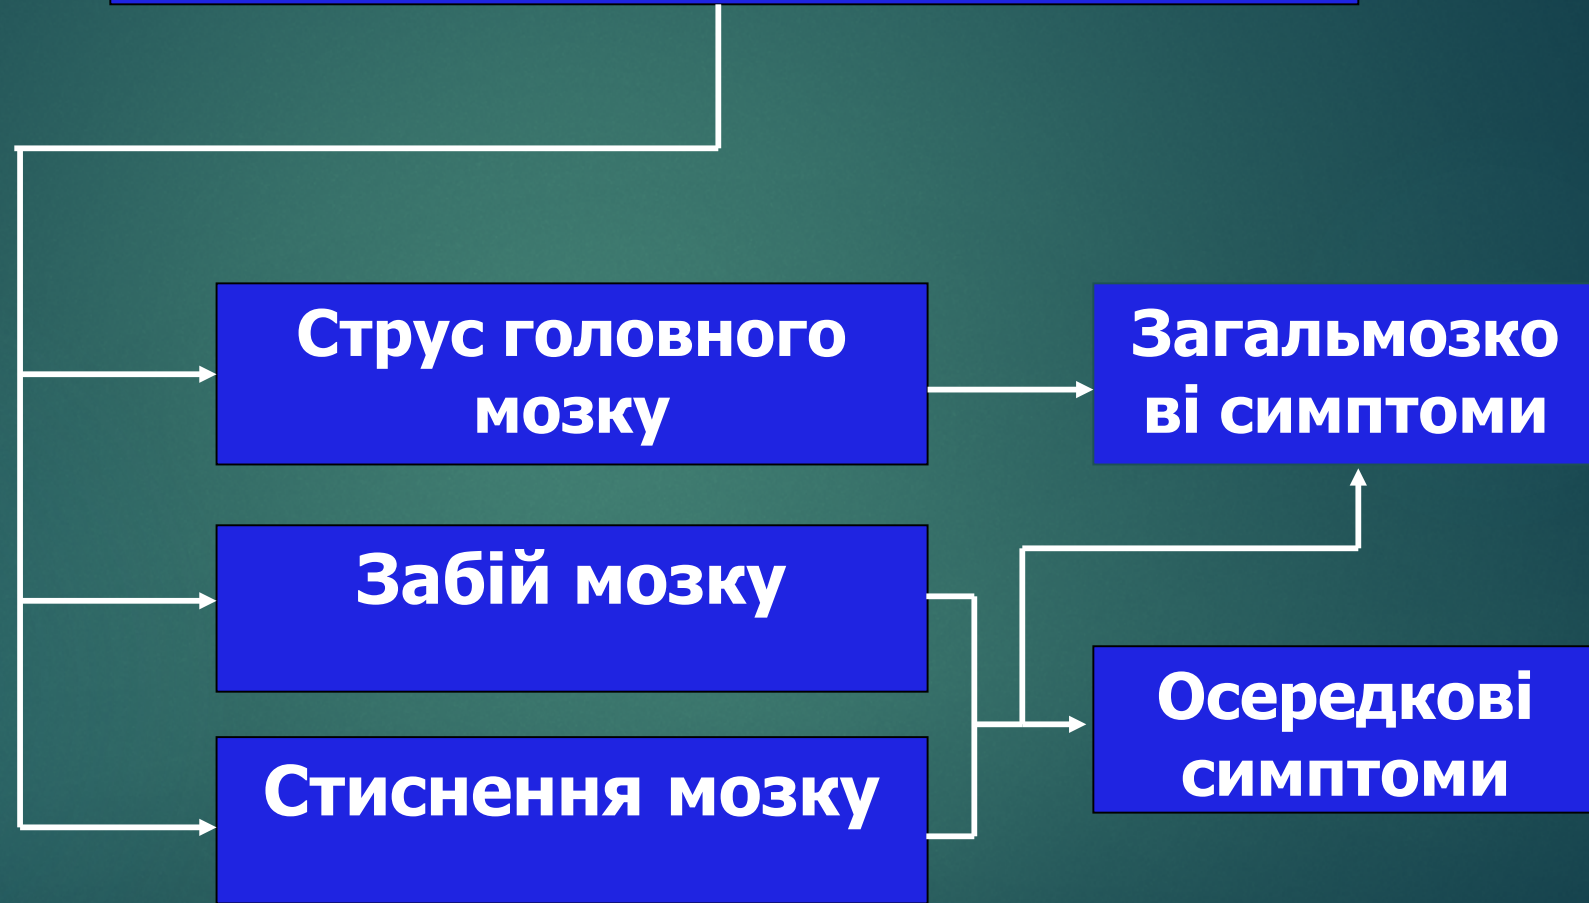 Струс головного
мозку
Загальмозко
ві симптоми
Забій мозку
Осередкові
симптоми
Стиснення мозку